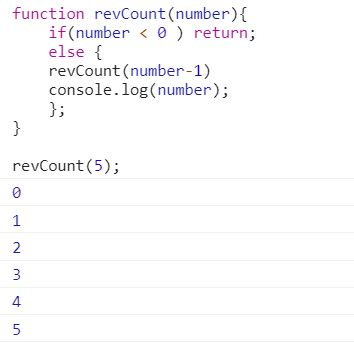 function revCount(number){
    if(number < 0 ) return;
    else {
    revCount(number-1)
    console.log(number);
    };
}
revCount(5);
0
1
2
3
4
5